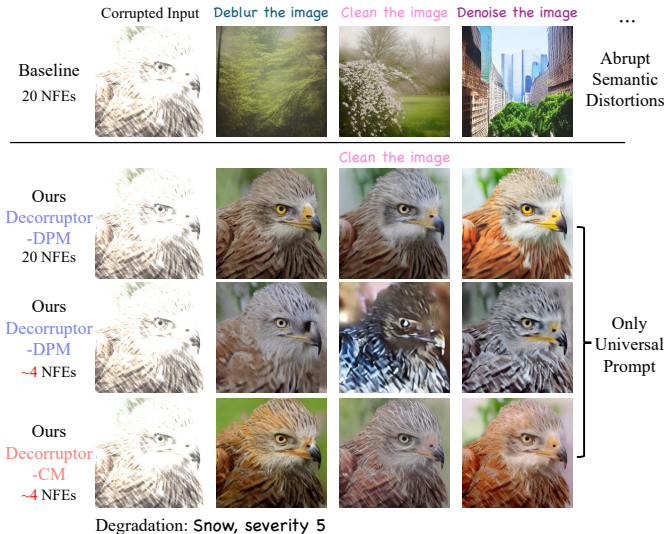 Corrupted Input
Deblur the image
Clean the image
Denoise the image
...
Baseline
20 NFEs
Abrupt
Semantic
Distortions
Clean the image
Ours
Decorruptor
-DPM
20 NFEs
Ours
Decorruptor
-DPM
~4 NFEs
Only
Universal
Prompt
Ours
Decorruptor
-CM
~4 NFEs
Degradation: Snow, severity 5